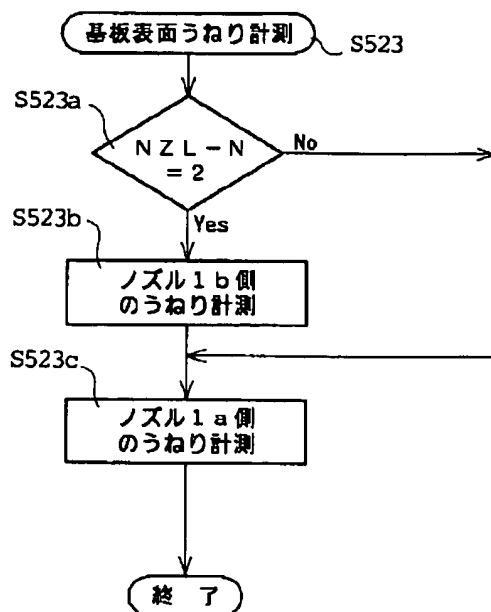 基板表面うねり計測
S523
S523a
NZL-N
=2
No
Yes
S523b
ノズル1b側
のうねり計測
S523c
ノズル1a側
のうねり計測
終了